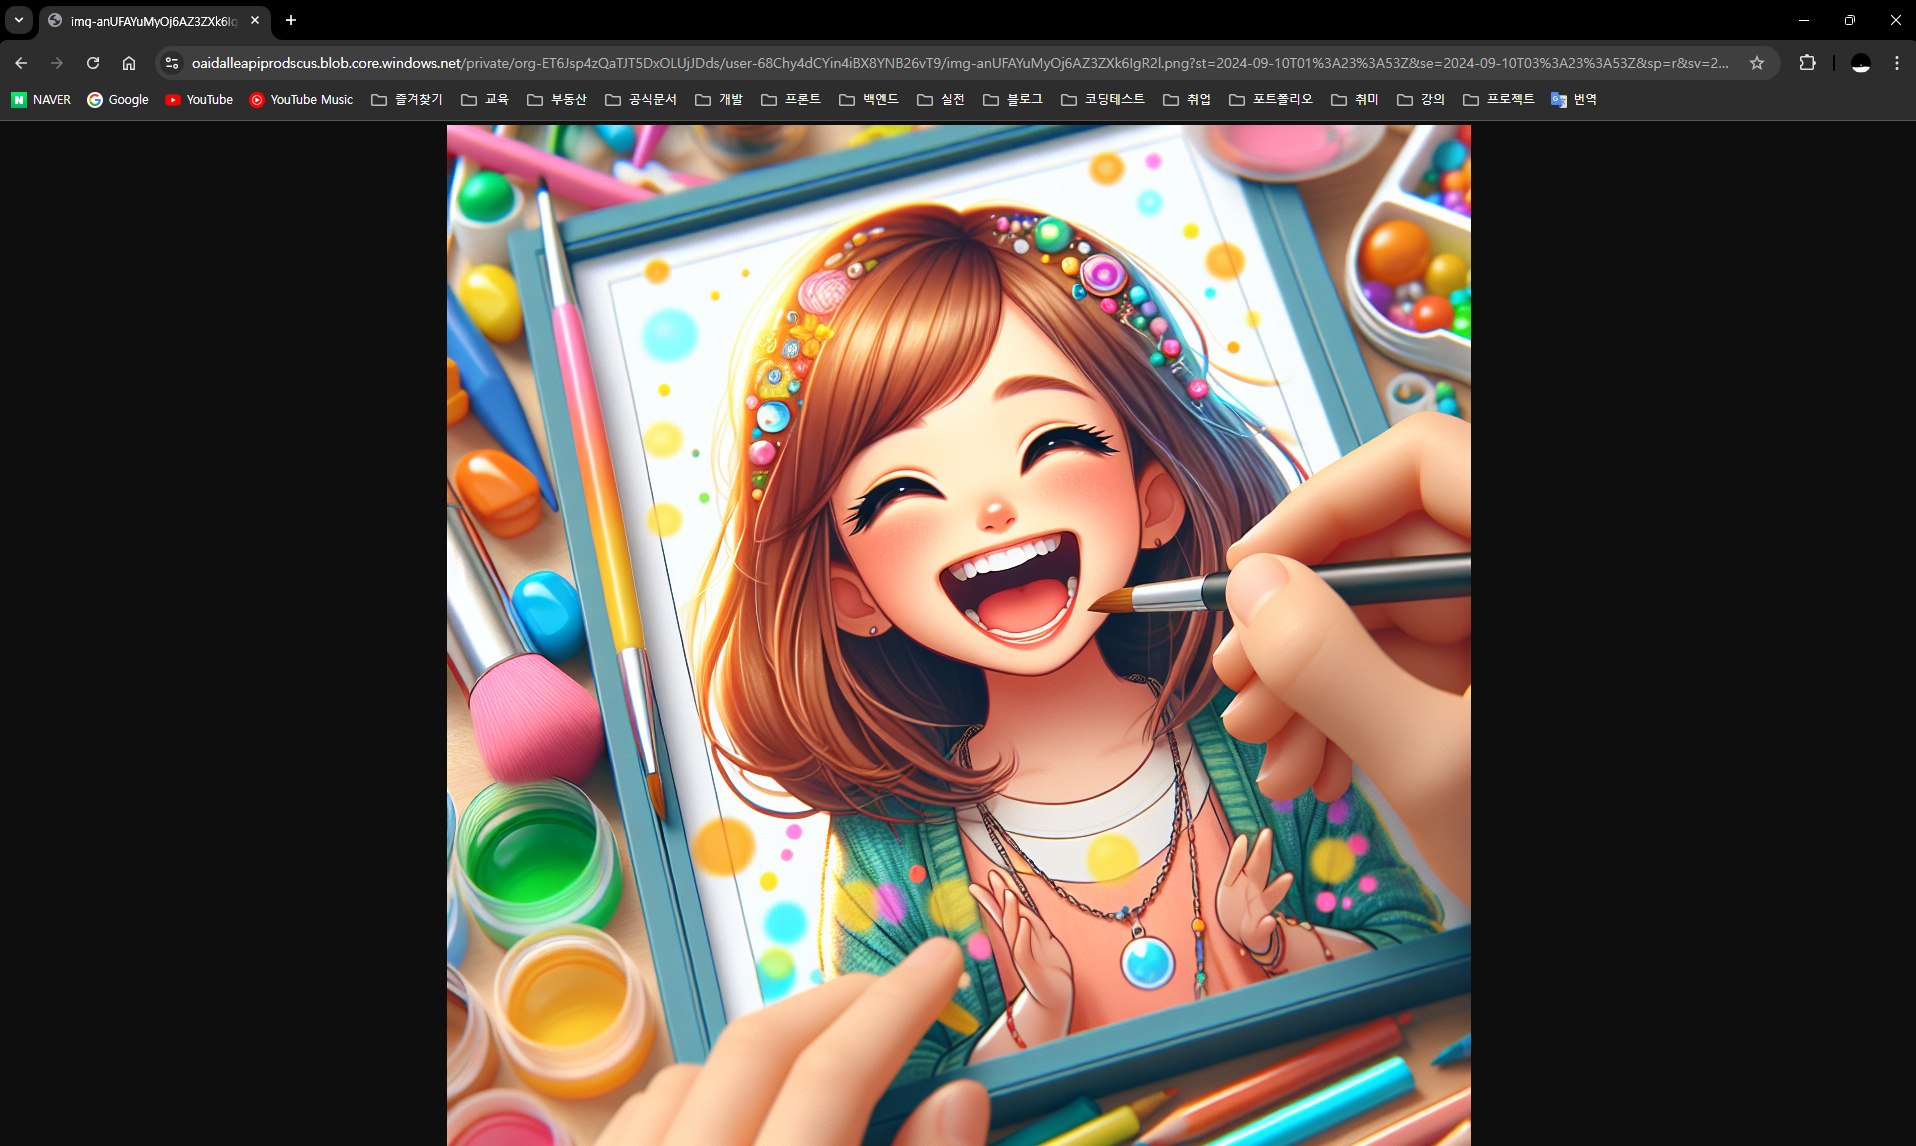 img-anUFAYuMyOj6AZ3ZXk6Ig
oaidalleapiprodscus.blob.core.windows.net/private/org-ET6Jsp4zQaTJT5DxOLUjJDds/user-68Chy4dCYin4iBX8YNB26vT9/img-anUFAYuMyOj6AZ3ZXk6IgR2l.png?st=2024-09-10T01%3A23%3A53Z&se=2024-09-10T03%3A23%3A53Z&sp=r&sv=2...
N NAVER Google YouTube YouTube Music 즐겨찾기 교육 부동산 공식문서 개발 프론트 백엔드 실전 블로그 코딩테스트 취업 포트폴리오 취미 강의 프로젝트 번역